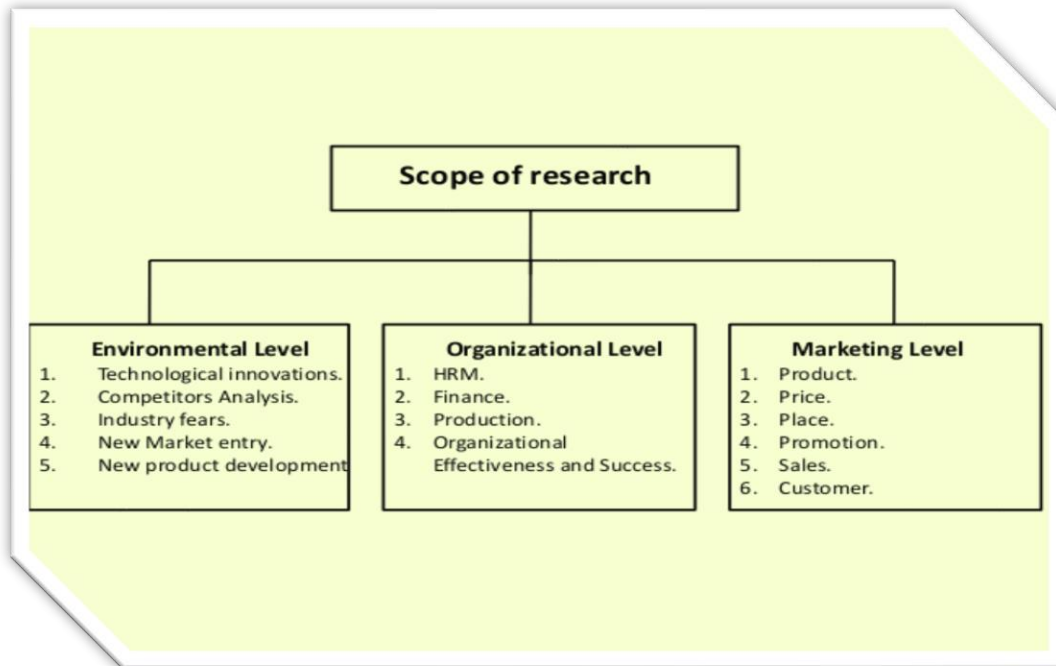 Scope of research
Environmental Level
1. Technological innovations.
2. Competitors Analysis.
3. Industry fears.
4. New Market entry.
5. New product development
Organizational Level
1. HRM.
2. Finance.
3. Production.
4. Organizational
Effectiveness and Success.
Marketing Level
1. Product.
2. Price.
3. Place.
4. Promotion.
5. Sales.
6. Customer.